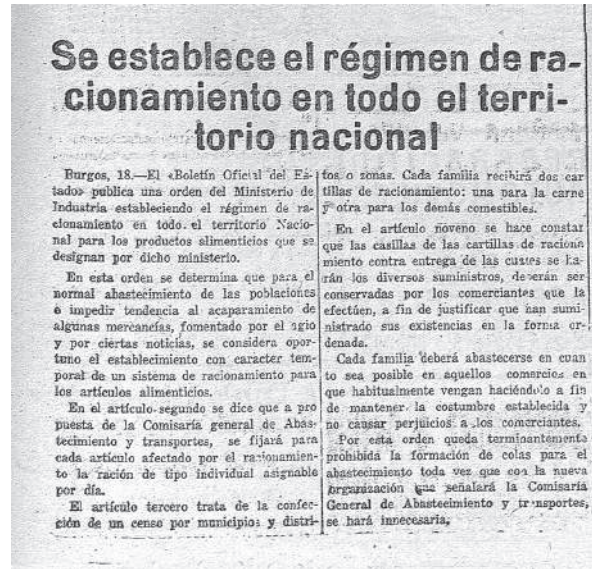 Se establece el régimen de ra-
cionamiento en todo el terri-
torio nacional
Burgos, 18.—El «Boletín Oficial del Es-
tado» publica una orden del Ministerio de
Industria estableciendo el régimen de ra-
cionamiento en todo. el territorio Nacio-
nal para los productos alimenticios que se
designan por dicho ministerio.
En esta orden se determina que para el
normal abastecimiento de las poblaciones
e impedir tendencia al acaparamiento de
algunas mercancías, fomentado por el agio
y por ciertas noticias, se considera opor-
tuno el establecimiento con caracter tem-
poral de un sistema de racionamiento para
los artículos alimenticios.
En el artículo segundo se dice que a pro
puesta de la Comisaría general de Abas-
tecimiento y transportes, se fijará para
cada artículo afectado por el racionamien-
to la ración de tipo individual asignable
por día.
El artículo tercero trata de la confec-
ción de un censo por municipios y distri-
tos o zonas. Cada familia recibirá dos car
tillas de racionamiento: una para la carne
y otra para los demás comestibles.
En el artículo noveno se hace constar
que las casillas de las cartillas de raciona
miento contra entrega de las cuales se ha-
rán los diversos suministros, deberán ser
conservadas por los comerciantes que la
efectúen, a fin de justificar que han sumi-
nistrado sus existencias en la forma or-
denada.
Cada familia deberá abastecerse en cuan
to sea posible en aquellos comercios en
que habitualmente vengan haciéndolo a fin
de mantener la costumbre establecida y
no causar perjuicios a los comerciantes.
Por esta orden queda terminantemente
prohibida la formación de colas para el
abastecimiento toda vez que con la nueva
organización que señalará la Comisaría
General de Abastecimiento y transportes,
se hará innecesaria.